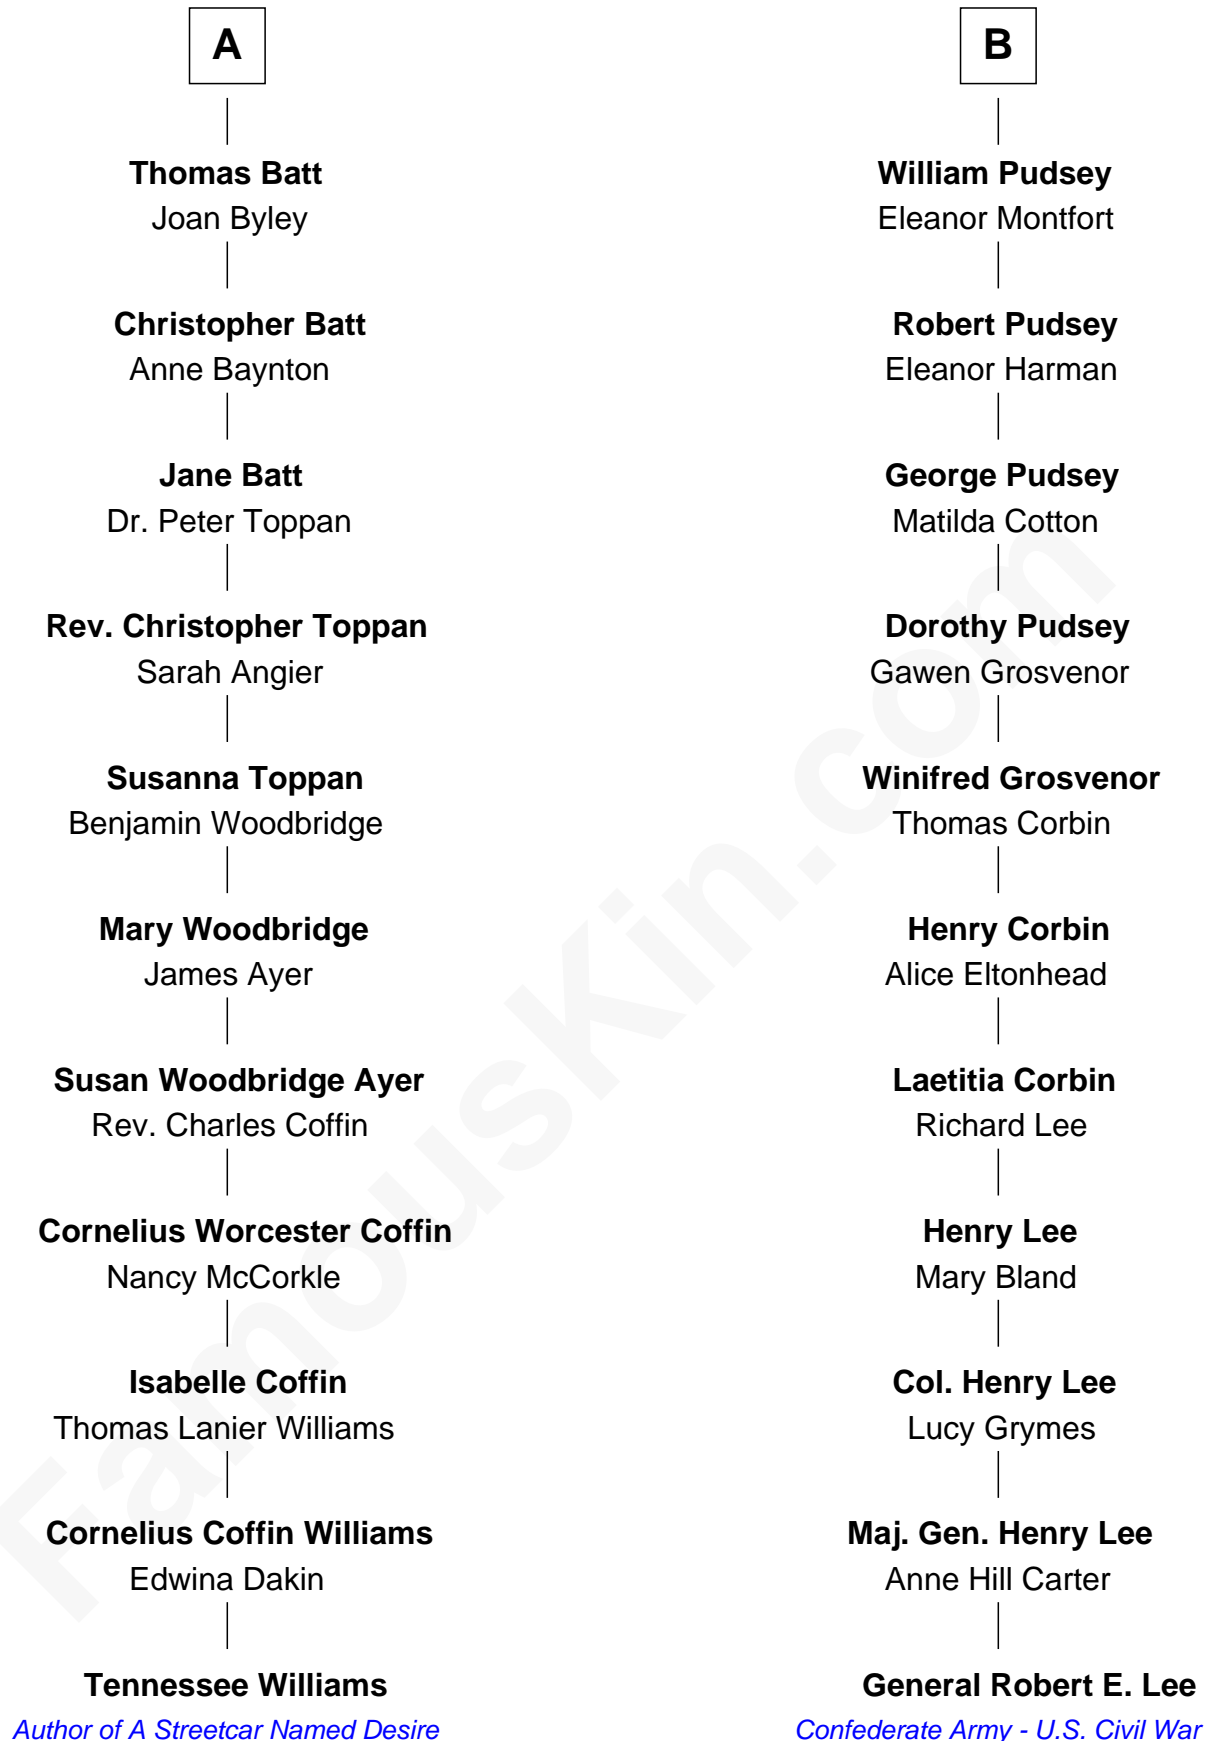 A
Thomas Batt
Joan Byley
Christopher Batt
Anne Baynton
Jane Batt
Dr. Peter Toppan
Rev. Christopher Toppan
Sarah Angier
Susanna Toppan
Benjamin Woodbridge
Mary Woodbridge
James Ayer
Susan Woodbridge Ayer
Rev. Charles Coffin
Cornelius Worcester Coffin
Nancy McCorkle
Isabelle Coffin
Thomas Lanier Williams
Cornelius Coffin Williams
Edwina Dakin
Tennessee Williams
Author of A Streetcar Named Desire
B
William Pudsey
Eleanor Montfort
Robert Pudsey
Eleanor Harman
George Pudsey
Matilda Cotton
Dorothy Pudsey
Gawen Grosvenor
Winifred Grosvenor
Thomas Corbin
Henry Corbin
Alice Eltonhead
Laetitia Corbin
Richard Lee
Henry Lee
Mary Bland
Col. Henry Lee
Lucy Grymes
Maj. Gen. Henry Lee
Anne Hill Carter
General Robert E. Lee
Confederate Army - U.S. Civil War
FamousKin.com